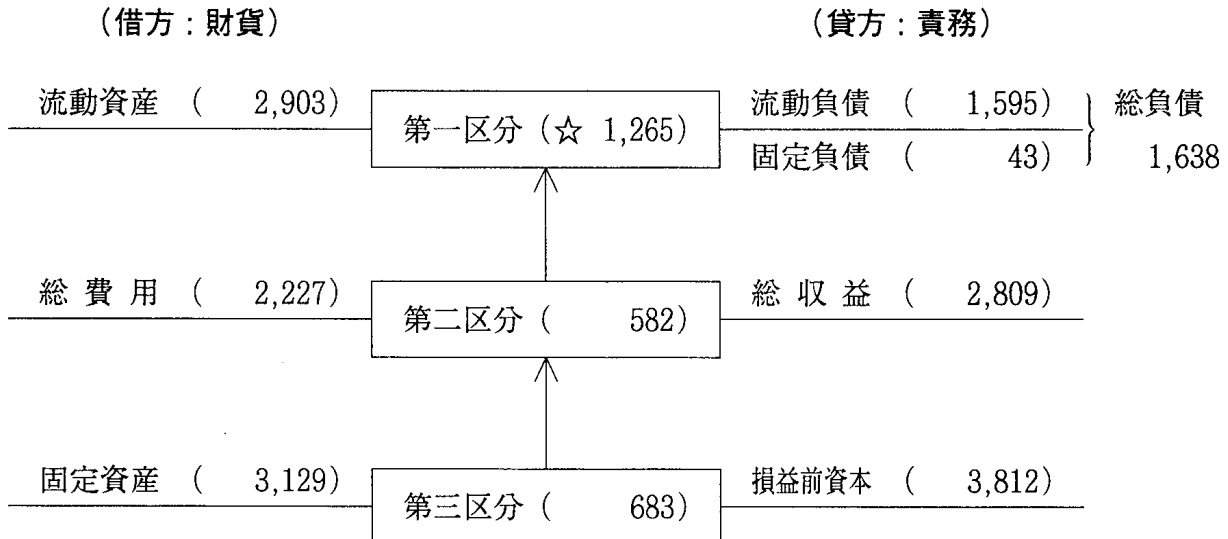 (借方:財貨) (貸方:責務)
流動資産 ( 2,903) 第一区分 (☆ 1,265) 流動負債 ( 1,595) 総負債
固定負債 ( 43) 1,638
総費用 ( 2,227) 第二区分 ( 582) 総収益 ( 2,809)
固定資産 ( 3,129) 第三区分 ( 683) 損益前資本 ( 3,812)